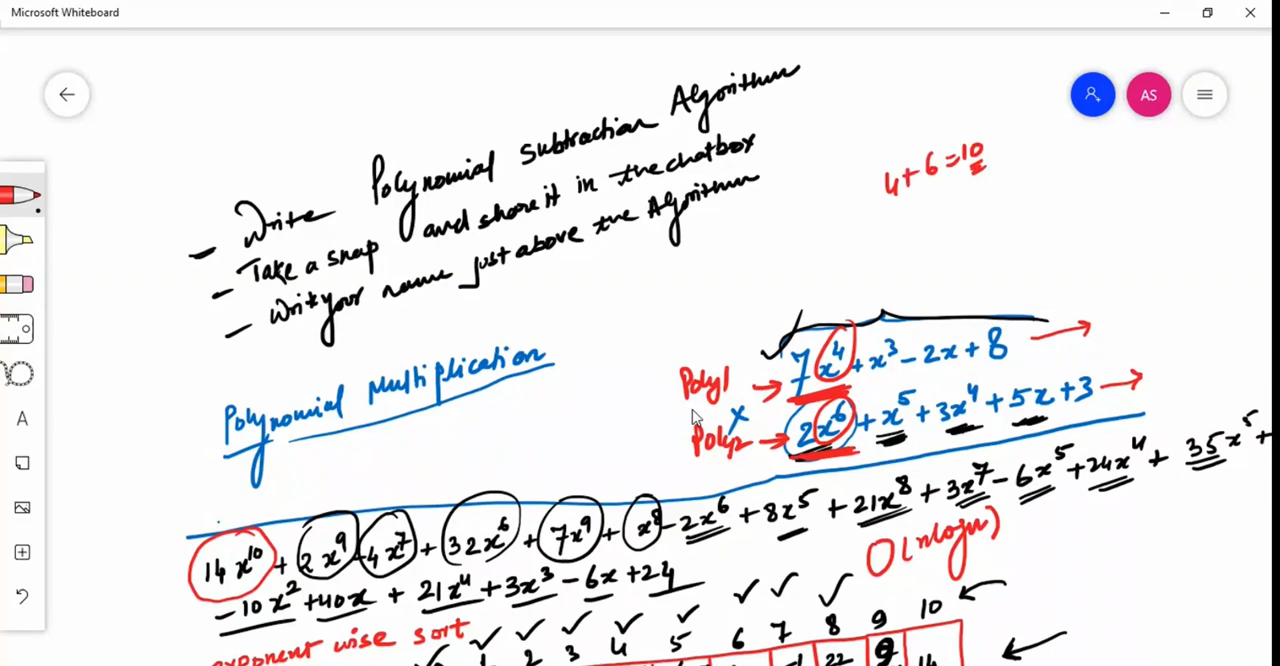 Microsoft Whiteboard
AS
Polynomial Subtraction Algorithm
- Write
- Take a snap and share it in the chatbox
- Write your name just above the Algorithm
4+6=10
Polynomial Multiplication
Poly1 → 7x⁴ + x³ - 2x + 8 →
x
Poly2 → 2x⁶ + x⁵ + 3x⁴ + 5x + 3 →
14x¹⁰ + 2x⁹ - 4x⁷ + 32x⁶ + 7x⁹ + x⁸ - 2x⁶ + 8x⁵ + 21x⁸ + 3x⁷ - 6x⁵ + 24x⁴ + 35x⁵ +
- 10x² + 40x + 21x⁴ + 3x³ - 6x + 24
O(nlogn)
exponent wise sort
1 2 3 4 5 6 7 8 9 10
-1 22 9 14
A